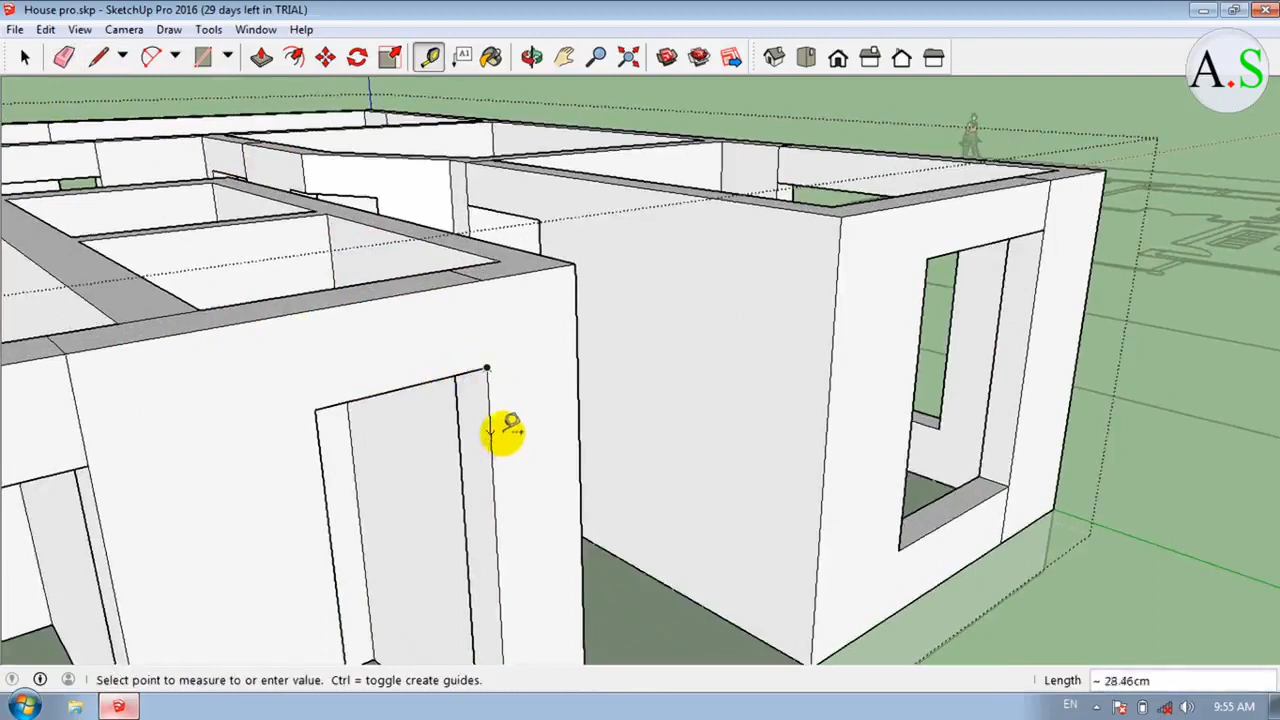 House pro.skp - SketchUp Pro 2016 (29 days left in TRIAL)
File Edit View Camera Draw Tools Window Help
A1
A.S
Select point to measure to or enter value. Ctrl = toggle create guides.
Length ~ 28.46cm
EN 9:55 AM